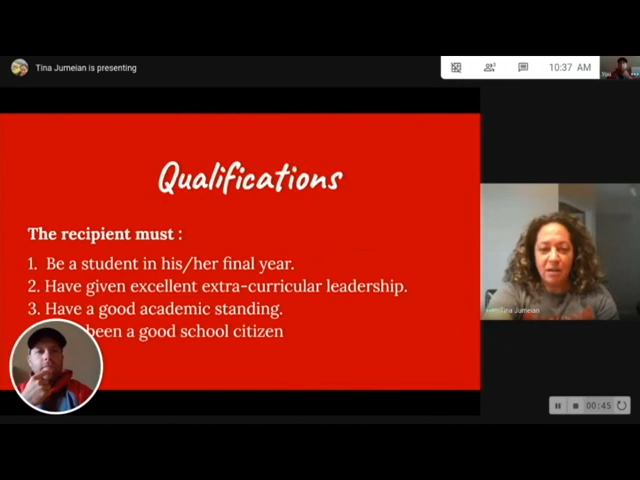 Tina Jumeian is presenting
10:37 AM
You
Qualifications
The recipient must :
1. Be a student in his/her final year.
2. Have given excellent extra-curricular leadership.
3. Have a good academic standing.
been a good school citizen
Tina Jumeian
00:45